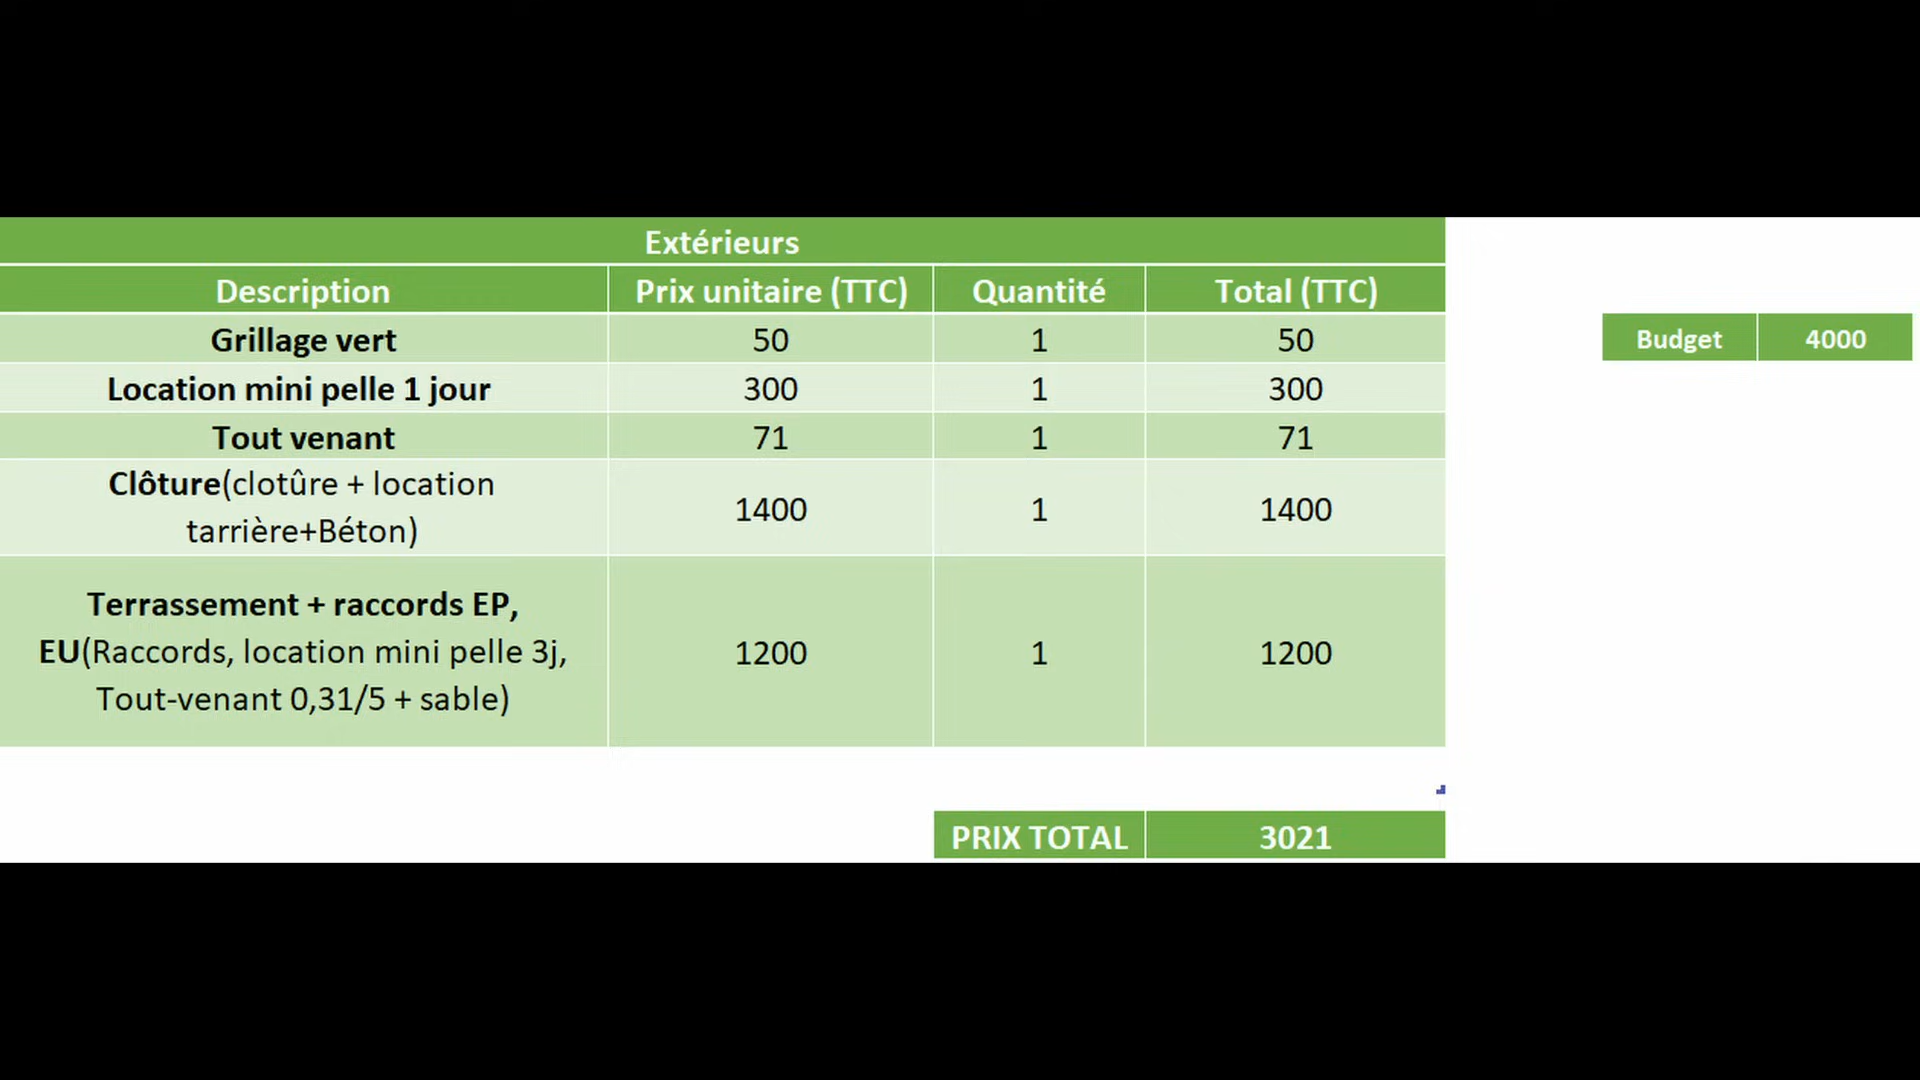 Extérieurs
Description Prix unitaire (TTC) Quantité Total (TTC)
Grillage vert 50 1 50
Budget 4000
Location mini pelle 1 jour 300 1 300
Tout venant 71 1 71
Clôture(clotûre + location
tarrière+Béton) 1400 1 1400
Terrassement + raccords EP,
EU(Raccords, location mini pelle 3j, 1200 1 1200
Tout-venant 0,31/5 + sable)
PRIX TOTAL 3021